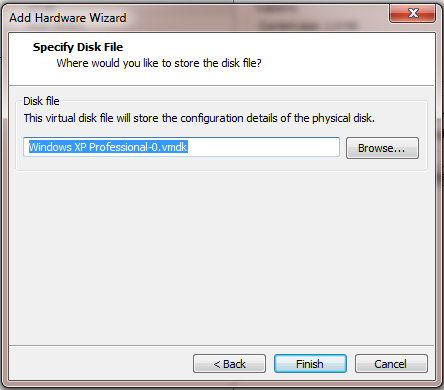 Add Hardware Wizard
Specify Disk File
Where would you like to store the disk file?
Disk file
This virtual disk file will store the configuration details of the physical disk.
Windows XP Professional-0.vmdk
Browse...
< Back
Finish
Cancel